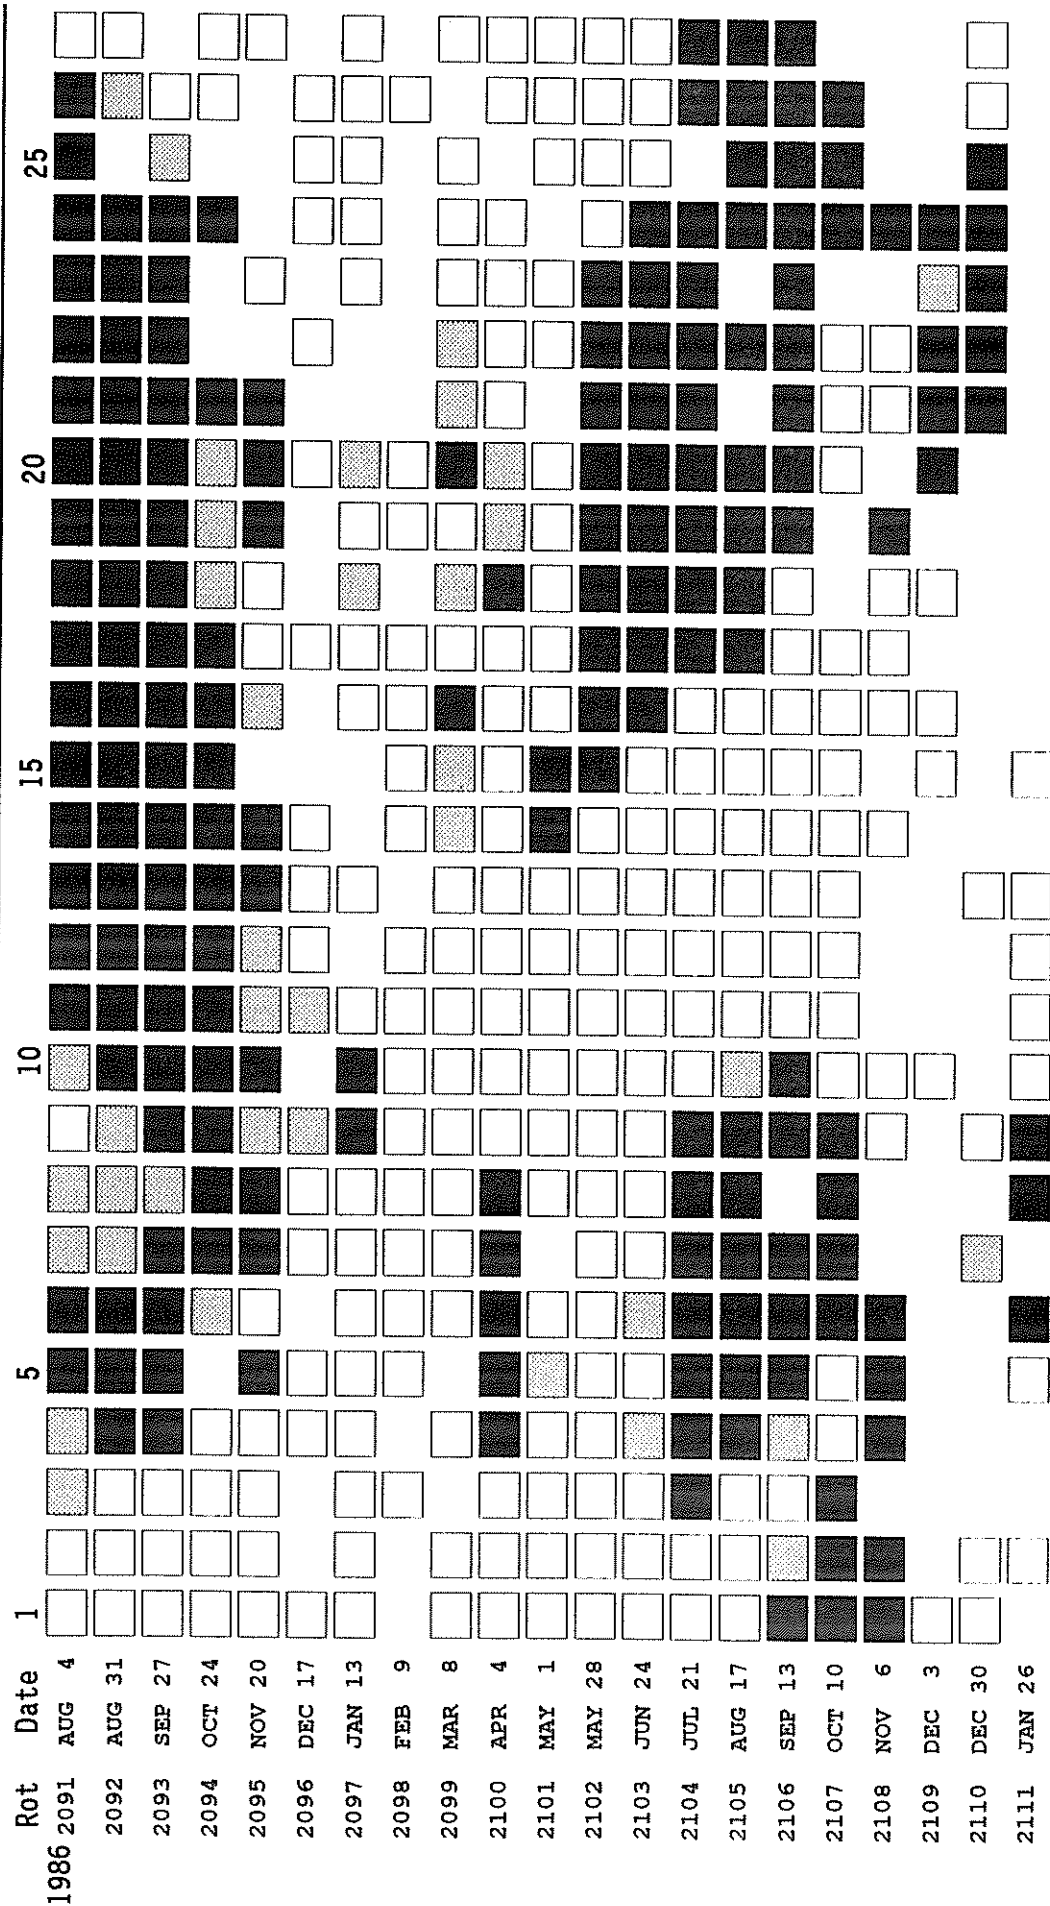 Rot Date 1 5 10 15 20 25
1986 2091 AUG 4
2092 AUG 31
2093 SEP 27
2094 OCT 24
2095 NOV 20
2096 DEC 17
2097 JAN 13
2098 FEB 9
2099 MAR 8
2100 APR 4
2101 MAY 1
2102 MAY 28
2103 JUN 24
2104 JUL 21
2105 AUG 17
2106 SEP 13
2107 OCT 10
2108 NOV 6
2109 DEC 3
2110 DEC 30
2111 JAN 26